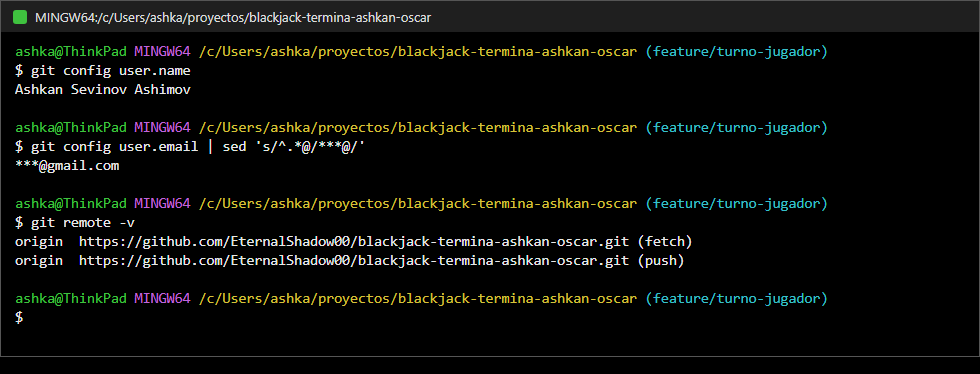 MINGW64:/c/Users/ashka/proyectos/blackjack-termina-ashkan-oscar
ashka@ThinkPad MINGW64 /c/Users/ashka/proyectos/blackjack-termina-ashkan-oscar (feature/turno-jugador)
$ git config user.name
Ashkan Sevinov Ashimov
ashka@ThinkPad MINGW64 /c/Users/ashka/proyectos/blackjack-termina-ashkan-oscar (feature/turno-jugador)
$ git config user.email | sed 's/^.*@/***@/'
***@gmail.com
ashka@ThinkPad MINGW64 /c/Users/ashka/proyectos/blackjack-termina-ashkan-oscar (feature/turno-jugador)
$ git remote -v
origin  https://github.com/EternalShadow00/blackjack-termina-ashkan-oscar.git (fetch)
origin  https://github.com/EternalShadow00/blackjack-termina-ashkan-oscar.git (push)
ashka@ThinkPad MINGW64 /c/Users/ashka/proyectos/blackjack-termina-ashkan-oscar (feature/turno-jugador)
$